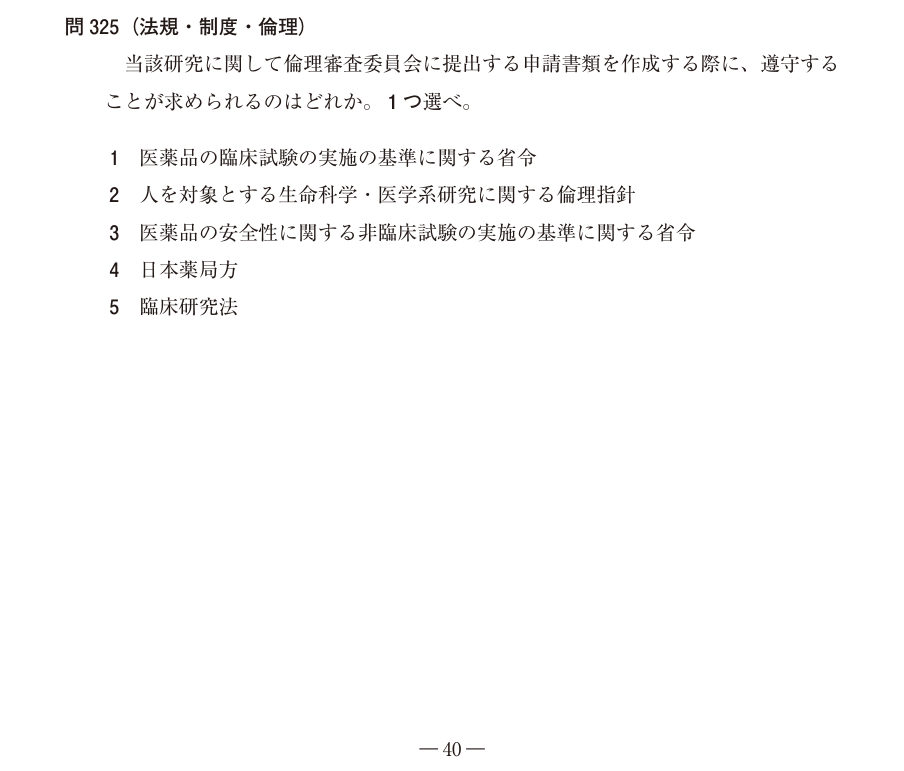 問 325（法規・制度・倫理）
当該研究に関して倫理審査委員会に提出する申請書類を作成する際に、遵守する
ことが求められるのはどれか。1 つ選べ。
1 医薬品の臨床試験の実施の基準に関する省令
2 人を対象とする生命科学・医学系研究に関する倫理指針
3 医薬品の安全性に関する非臨床試験の実施の基準に関する省令
4 日本薬局方
5 臨床研究法
― 40 ―